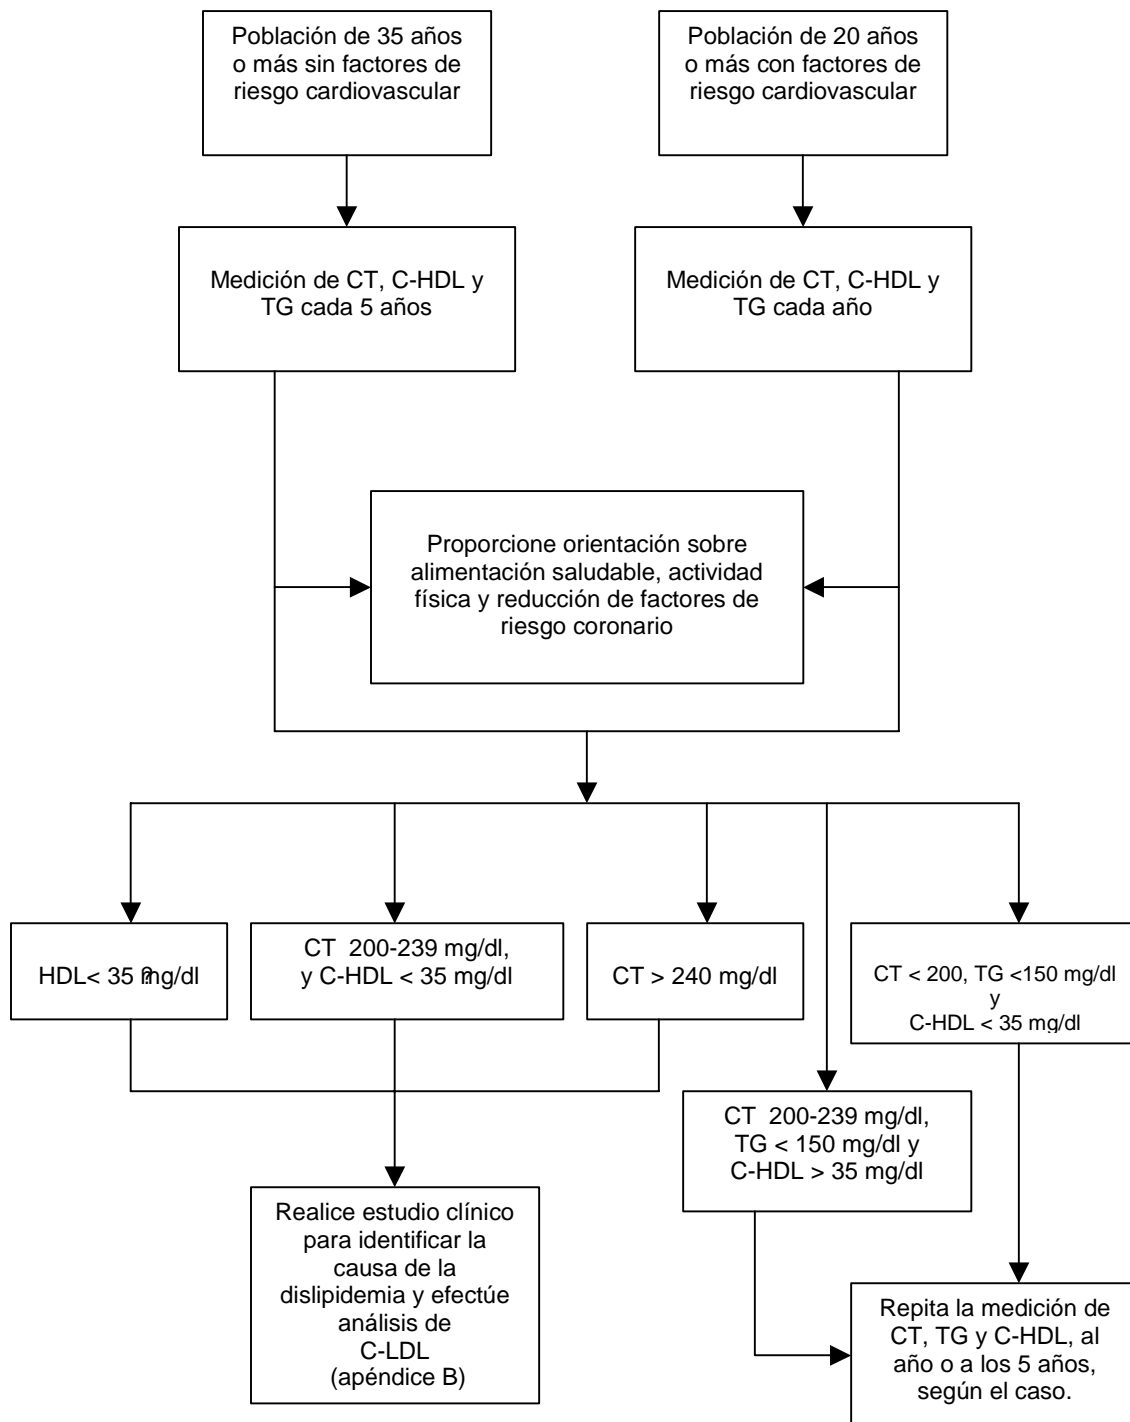 Población de 35 años
o más sin factores de
riesgo cardiovascular
Población de 20 años
o más con factores de
riesgo cardiovascular
Medición de CT, C-HDL y
TG cada 5 años
Medición de CT, C-HDL y
TG cada año
Proporcione orientación sobre
alimentación saludable, actividad
física y reducción de factores de
riesgo coronario
HDL< 35 mg/dl
CT 200-239 mg/dl,
y C-HDL < 35 mg/dl
CT > 240 mg/dl
CT < 200, TG <150 mg/dl
y
C-HDL < 35 mg/dl
CT 200-239 mg/dl,
TG < 150 mg/dl y
C-HDL > 35 mg/dl
Realice estudio clínico
para identificar la
causa de la
dislipidemia y efectúe
análisis de
C-LDL
(apéndice B)
Repita la medición de
CT, TG y C-HDL, al
año o a los 5 años,
según el caso.